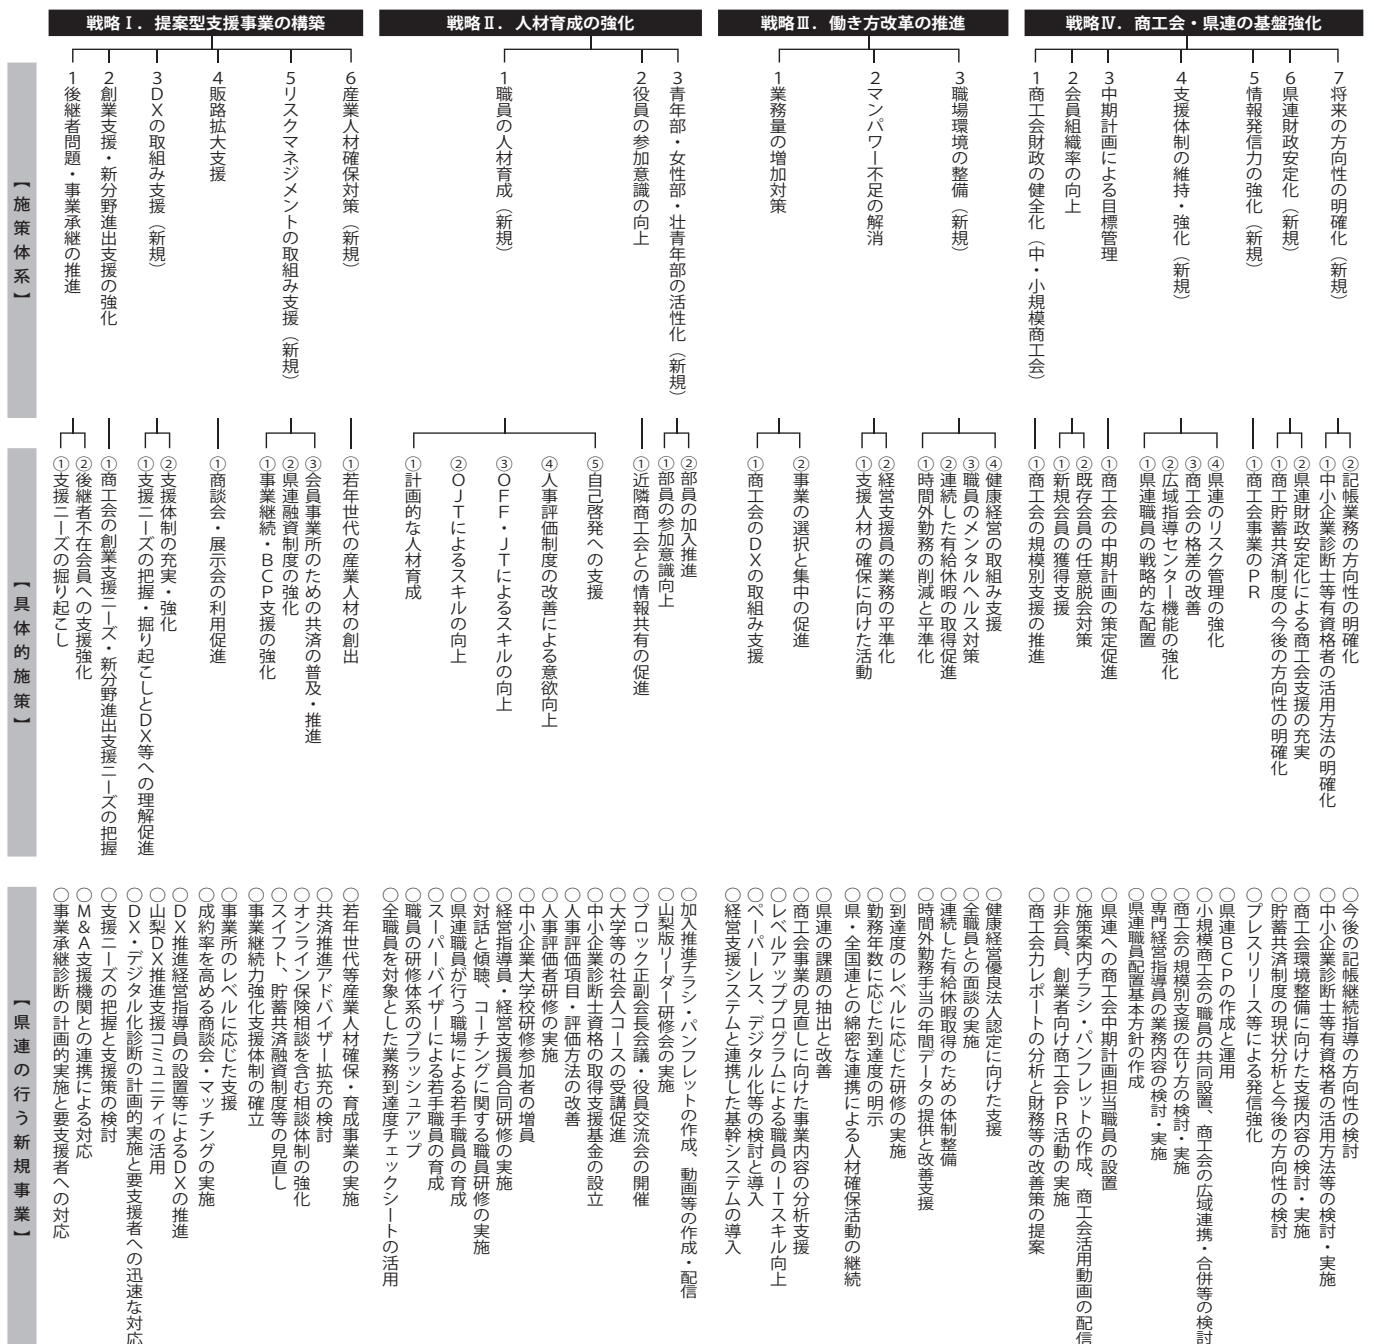 戦略Ⅰ．提案型支援事業の構築
戦略Ⅱ．人材育成の強化
戦略Ⅲ．働き方改革の推進
戦略Ⅳ．商工会・県連の基盤強化
【施策体系】
1後継者問題・事業承継の推進
2創業支援・新分野進出支援の強化
3DXの取組み支援（新規）
4販路拡大支援
5リスクマネジメントの取組み支援（新規）
6産業人材確保対策（新規）
1職員の人材育成（新規）
2役員の参加意識の向上
3青年部・女性部・壮青年部の活性化（新規）
1業務量の増加対策
2マンパワー不足の解消
3職場環境の整備（新規）
1商工会財政の健全化（中・小規模商工会）
2会員組織率の向上
3中期計画による目標管理
4支援体制の維持・強化（新規）
5情報発信力の強化（新規）
6県連財政安定化（新規）
7将来の方向性の明確化（新規）
【具体的施策】
①支援ニーズの掘り起こし
②後継者不在会員への支援強化
①商工会の創業支援ニーズ・新分野進出支援ニーズの把握
①支援ニーズの把握・掘り起こしとDX等への理解促進
②支援体制の充実・強化
①商談会・展示会の利用促進
①事業継続・BCP支援の強化
②県連融資制度の強化
③会員事業所のための共済の普及・推進
①若年世代の産業人材の創出
①計画的な人材育成
②OJTによるスキルの向上
③OFF・JTによるスキルの向上
④人事評価制度の改善による意欲向上
⑤自己啓発への支援
①近隣商工会との情報共有の促進
①部員の参加意識向上
②部員の加入推進
①商工会のDXの取組み支援
②事業の選択と集中の促進
①支援人材の確保に向けた活動
②経営支援員の業務の平準化
①時間外勤務の削減と平準化
②連続した有給休暇の取得促進
③職員のメンタルヘルス対策
④健康経営の取組み支援
①商工会の規模別支援の推進
①新規会員の獲得支援
②既存会員の任意脱会対策
①商工会の中期計画の策定促進
①県連職員の戦略的な配置
②広域指導センター機能の強化
③商工会の格差の改善
④県連のリスク管理の強化
①商工会事業のPR
①商工貯蓄共済制度の今後の方向性の明確化
②県連財政安定化による商工会支援の充実
①中小企業診断士等有資格者の活用方法の明確化
②記帳業務の方向性の明確化
【県連の行う新規事業】
○事業承継診断の計画的実施と要支援者への対応
○M&A支援機関との連携による対応
○支援ニーズの把握と支援策の検討
○DX・デジタル化診断の計画的実施と要支援者への迅速な対応
○山梨DX推進支援コミュニティの活用
○DX推進経営指導員の設置等によるDXの推進
○成約率を高める商談会・マッチングの実施
○事業所のレベルに応じた支援
○事業継続力強化支援体制の確立
○スイフト、貯蓄共済融資制度等の見直し
○オンライン保険相談を含む相談体制の強化
○共済推進アドバイザー拡充の検討
○若年世代等産業人材確保・育成事業の実施
○全職員を対象とした業務到達度チェックシートの活用
○職員の研修体系のブラッシュアップ
○スーパーバイザーによる若手職員の育成
○県連職員が行う職場による若手職員の育成
○対話と傾聴、コーチングに関する職員研修の実施
○経営指導員・経営支援員合同研修の実施
○中小企業大学校研修参加者の増員
○人事評価者研修の実施
○人事評価項目・評価方法の改善
○中小企業診断士資格の取得支援基金の設立
○大学等の社会人コースの受講促進
○ブロック正副会長会議・役員交流会の開催
○山梨版リーダー研修会の実施
○加入推進チラシ・パンフレットの作成、動画等の作成・配信
○経営支援システムと連携した基幹システムの導入
○ペーパーレス、デジタル化等の検討と導入
○レベルアッププログラムによる職員のITスキル向上
○商工会事業の見直しに向けた事業内容の分析支援
○県連の課題の抽出と改善
○県・全国連との綿密な連携による人材確保活動の継続
○勤務年数に応じた到達度の明示
○到達度のレベルに応じた研修の実施
○時間外勤務手当の年間データの提供と改善支援
○連続した有給休暇取得のための体制整備
○全職員との面談の実施
○健康経営優良法人認定に向けた支援
○商工会力レポートの分析と財務等の改善策の提案
○非会員、創業者向け商工会PR活動の実施
○施策案内チラシ・パンフレットの作成、商工会活用動画の配信
○県連への商工会中期計画担当職員の設置
○県連職員配置基本方針の作成
○専門経営指導員の業務内容の検討・実施
○商工会の規模別支援の在り方の検討・実施
○小規模商工会の職員の共同設置、商工会の広域連携・合併等の検討
○県連BCPの作成と運用
○プレスリリース等による発信強化
○貯蓄共済制度の現状分析と今後の方向性の検討
○商工会環境整備に向けた支援内容の検討・実施
○中小企業診断士等有資格者の活用方法等の検討・実施
○今後の記帳継続指導の方向性の検討